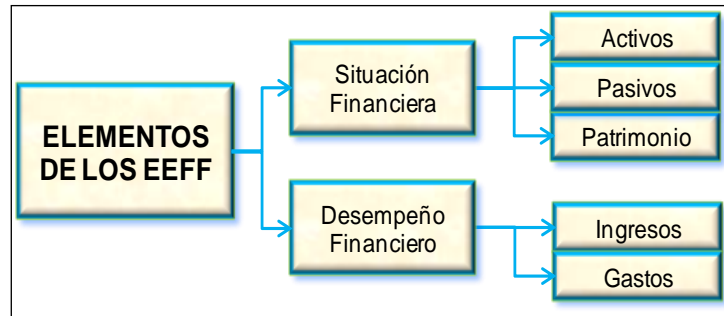 ELEMENTOS
DE LOS EEFF
Situación
Financiera
Activos
Pasivos
Patrimonio
Desempeño
Financiero
Ingresos
Gastos